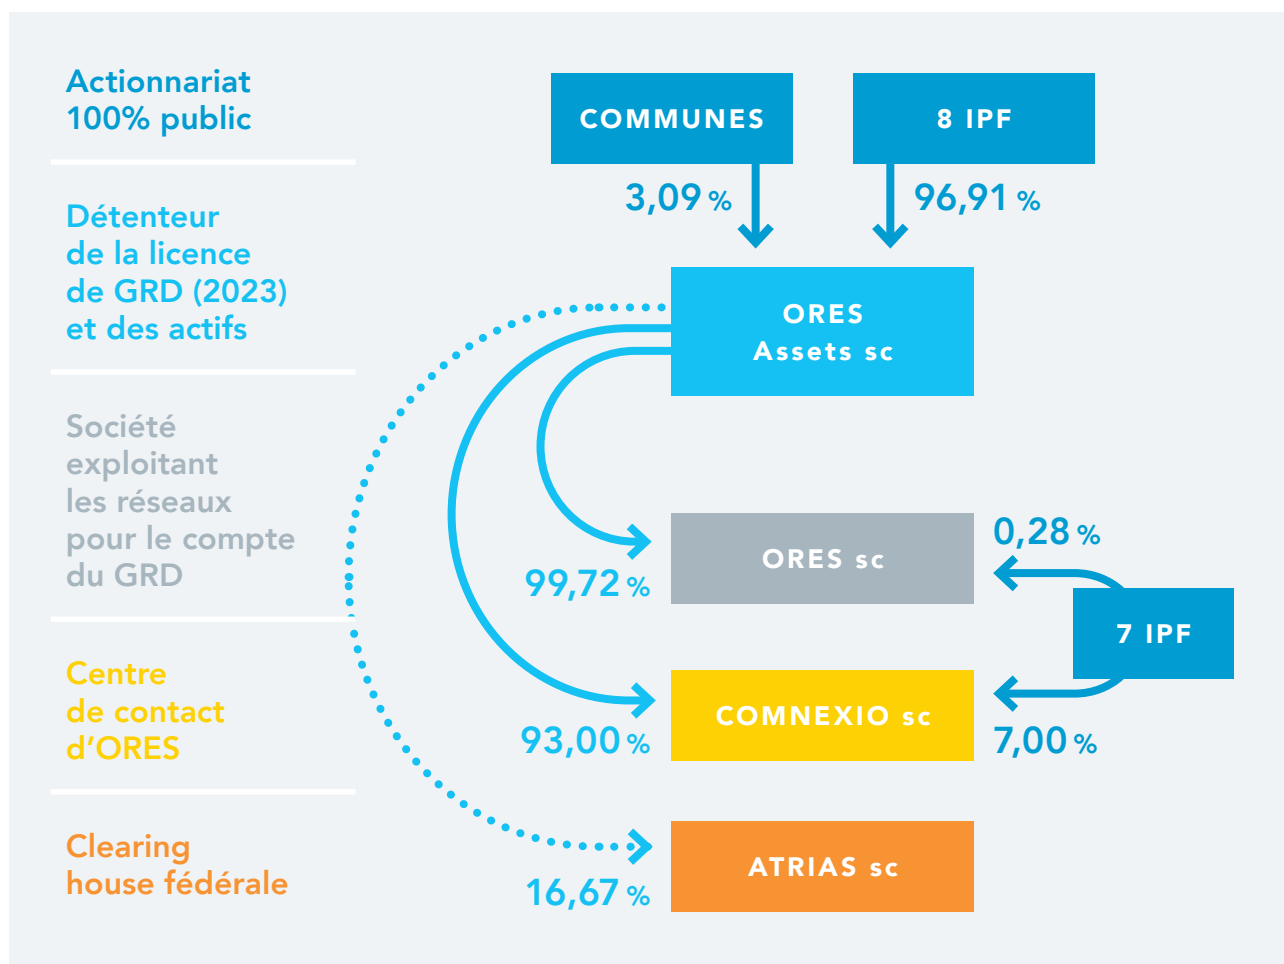 Actionnariat
100% public
COMMUNES
8 IPF
3,09 %
96,91 %
Détenteur
de la licence
de GRD (2023)
et des actifs
ORES
Assets sc
Société
exploitant
les réseaux
pour le compte
du GRD
ORES sc
99,72 %
0,28 %
7 IPF
Centre
de contact
d’ORES
COMNEXIO sc
93,00 %
7,00 %
Clearing
house fédérale
ATRIAS sc
16,67 %